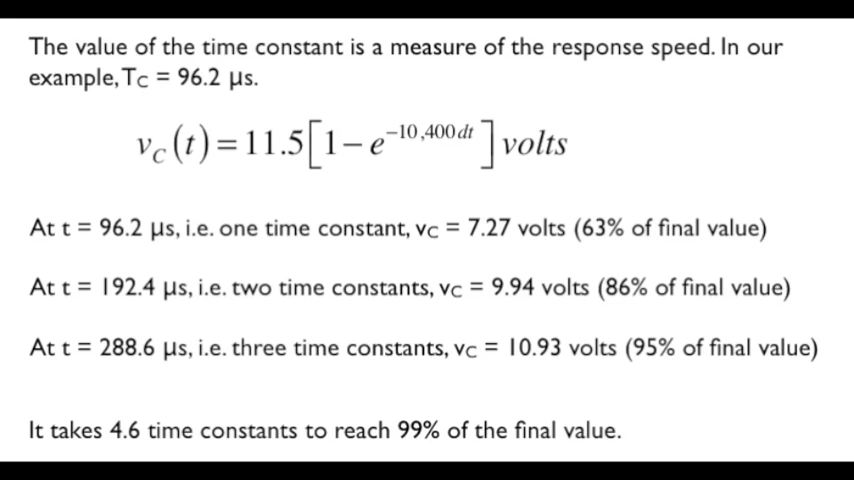 The value of the time constant is a measure of the response speed. In our
example, Tc = 96.2 μs.
v_C(t) = 11.5[1 − e^{−10,400dt}] volts
At t = 96.2 μs, i.e. one time constant, vc = 7.27 volts (63% of final value)
At t = 192.4 μs, i.e. two time constants, vc = 9.94 volts (86% of final value)
At t = 288.6 μs, i.e. three time constants, vc = 10.93 volts (95% of final value)
It takes 4.6 time constants to reach 99% of the final value.